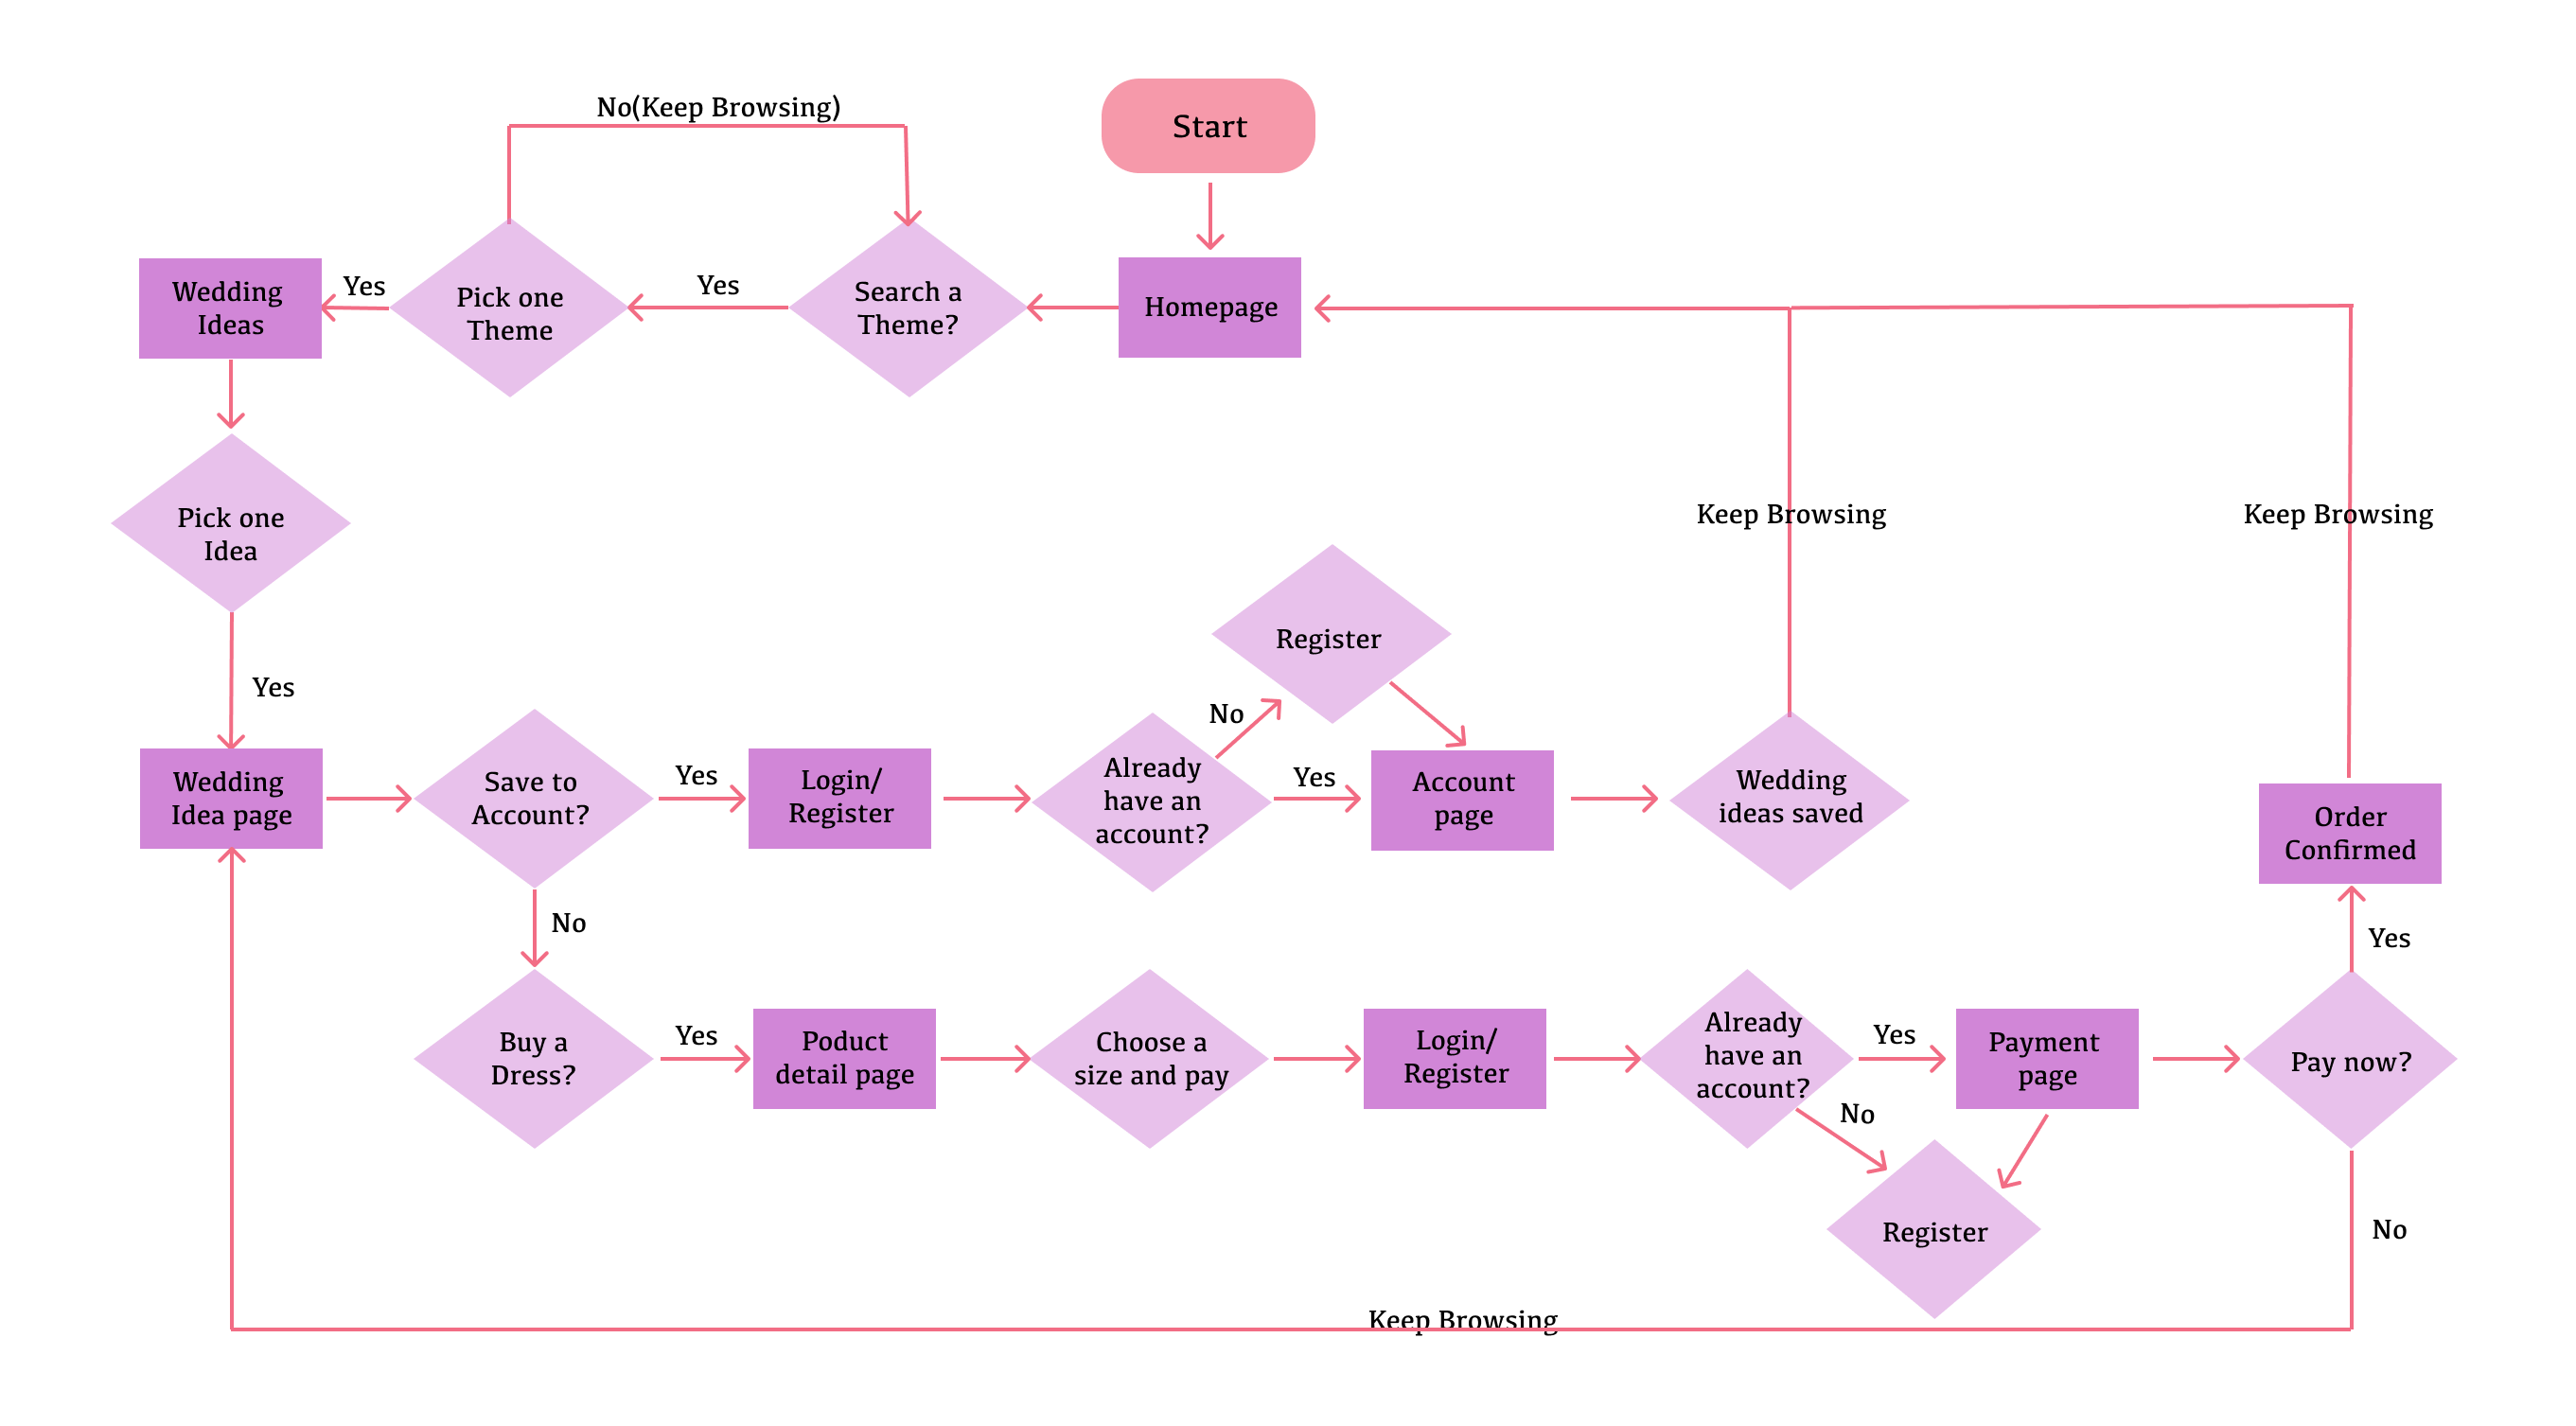 No(Keep Browsing)
Start
Wedding
Ideas
Yes
Pick one
Theme
Yes
Search a
Theme?
Homepage
Pick one
Idea
Keep Browsing
Keep Browsing
Register
Yes
No
Wedding
Idea page
Save to
Account?
Yes
Login/
Register
Already
have an
account?
Yes
Account
page
Wedding
ideas saved
Order
Confirmed
No
Yes
Buy a
Dress?
Yes
Poduct
detail page
Choose a
size and pay
Login/
Register
Already
have an
account?
Yes
No
Payment
page
Pay now?
Register
No
Keep Browsing